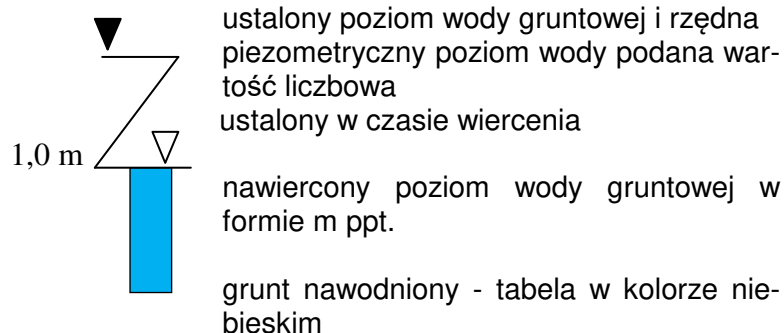 ustalony poziom wody gruntowej i rzędna
piezometryczny poziom wody podana war-
tość liczbowa
ustalony w czasie wiercenia
1,0 m
nawiercony poziom wody gruntowej w
formie m ppt.
grunt nawodniony - tabela w kolorze nie-
bieskim